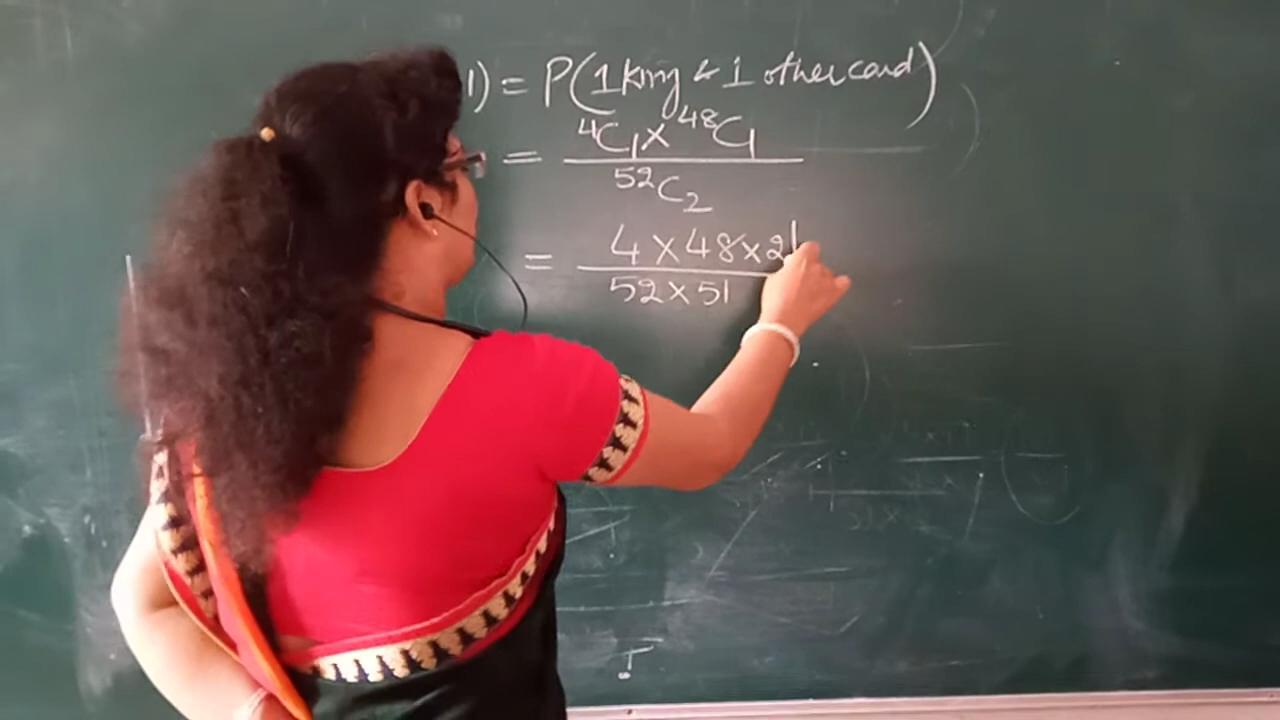 1) = P(1 king & 1 other card)
= ⁴C₁ × ⁴⁸C₁
⁵²C₂
= 4 × 48 × 2!
52 × 51